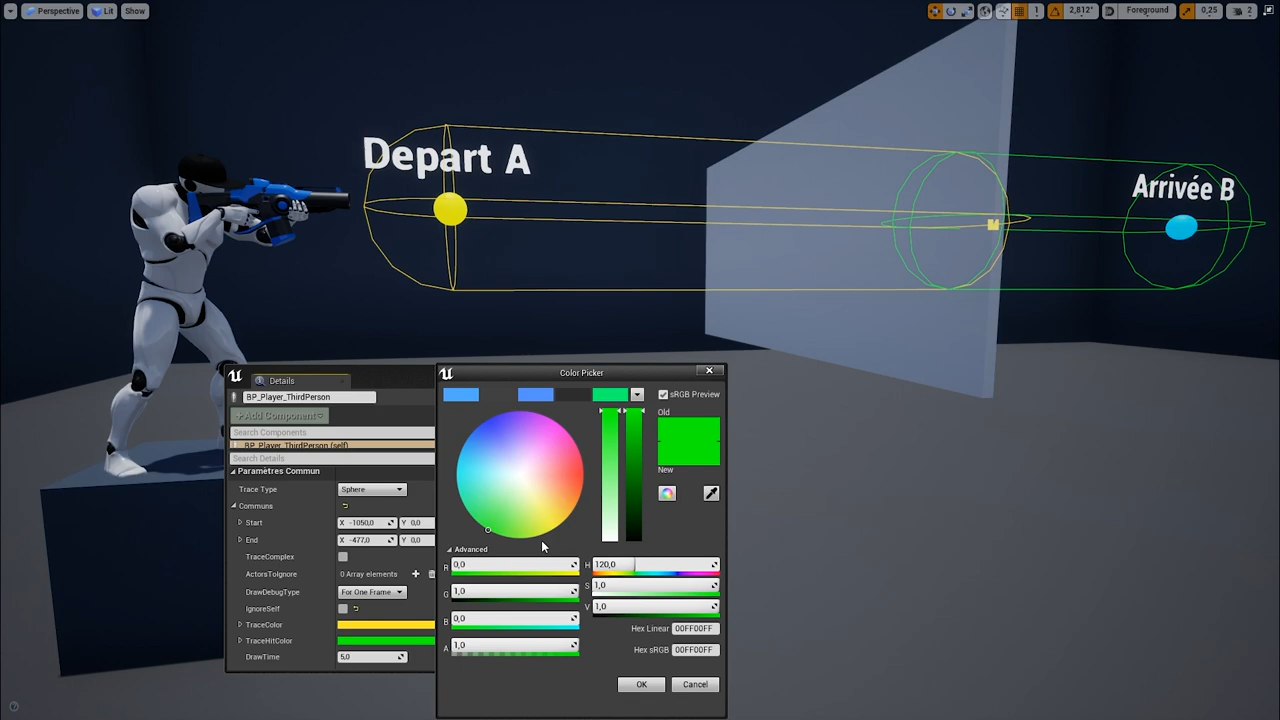 Perspective Lit Show
1 2,812° Foreground 0,25 2
Depart A
Arrivée B
Details
BP_Player_ThirdPerson
+Add Component
Search Components
BP_Player_ThirdPerson (self)
Search Details
Paramètres Commun
Trace Type Sphere
Communs
Start X -1050,0 Y 0,0
End X -477,0 Y 0,0
TraceComplex
ActorsToIgnore 0 Array elements
DrawDebugType For One Frame
IgnoreSelf
TraceColor
TraceHitColor
DrawTime 5,0
Color Picker
sRGB Preview
Old
New
Advanced
R 0,0 H 120,0
G 1,0 S 1,0
B 0,0 V 1,0
Hex Linear 00FF00FF
A 1,0 Hex sRGB 00FF00FF
OK Cancel